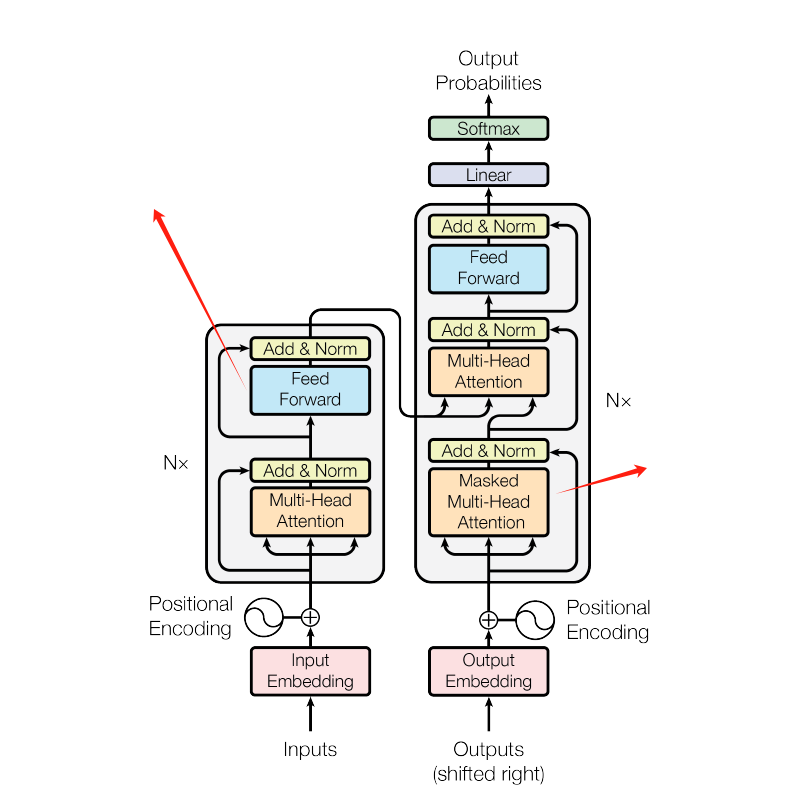 Output
Probabilities
Softmax
Linear
Add & Norm
Feed
Forward
Add & Norm
Multi-Head
Attention
Add & Norm
Masked
Multi-Head
Attention
Nx
Positional
Encoding
Output
Embedding
Outputs
(shifted right)
Add & Norm
Feed
Forward
Add & Norm
Multi-Head
Attention
Nx
Positional
Encoding
Input
Embedding
Inputs